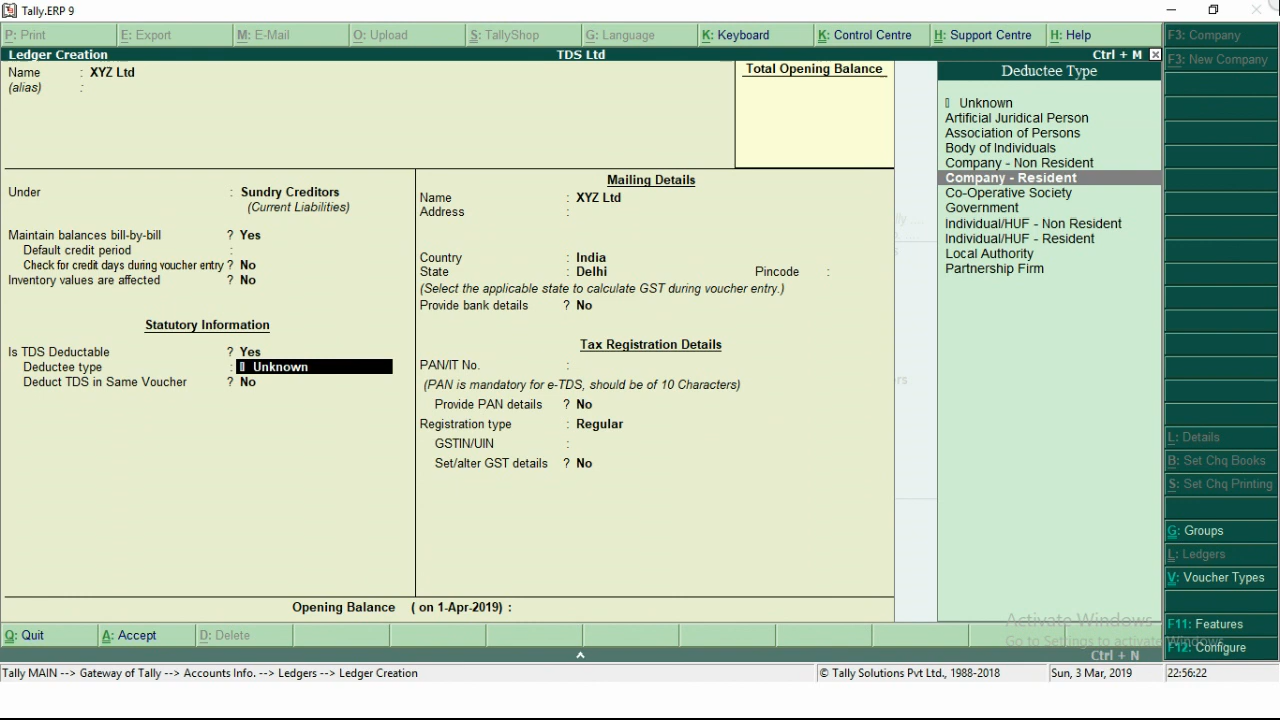 Tally.ERP 9
P: Print E: Export M: E-Mail O: Upload S: TallyShop G: Language K: Keyboard K: Control Centre H: Support Centre H: Help
F3: Company
F3: New Company
Ledger Creation TDS Ltd Ctrl + M
Name : XYZ Ltd
(alias) :
Total Opening Balance
Under : Sundry Creditors
(Current Liabilities)
Maintain balances bill-by-bill ? Yes
Default credit period :
Check for credit days during voucher entry ? No
Inventory values are affected ? No
Statutory Information
Is TDS Deductable ? Yes
Deductee type : Unknown
Deduct TDS in Same Voucher ? No
Mailing Details
Name : XYZ Ltd
Address :
Country : India
State : Delhi Pincode :
(Select the applicable state to calculate GST during voucher entry.)
Provide bank details ? No
Tax Registration Details
PAN/IT No. :
(PAN is mandatory for e-TDS, should be of 10 Characters)
Provide PAN details ? No
Registration type : Regular
GSTIN/UIN :
Set/alter GST details ? No
Opening Balance ( on 1-Apr-2019) :
Deductee Type
Unknown
Artificial Juridical Person
Association of Persons
Body of Individuals
Company - Non Resident
Company - Resident
Co-Operative Society
Government
Individual/HUF - Non Resident
Individual/HUF - Resident
Local Authority
Partnership Firm
L: Details
B: Set Chq Books
S: Set Chq Printing
G: Groups
L: Ledgers
V: Voucher Types
F11: Features
F12: Configure
Activate Windows
Go to Settings to activate Windows.
Q: Quit A: Accept D: Delete
Ctrl + N
Tally MAIN --> Gateway of Tally --> Accounts Info. --> Ledgers --> Ledger Creation © Tally Solutions Pvt Ltd., 1988-2018 Sun, 3 Mar, 2019 22:56:22